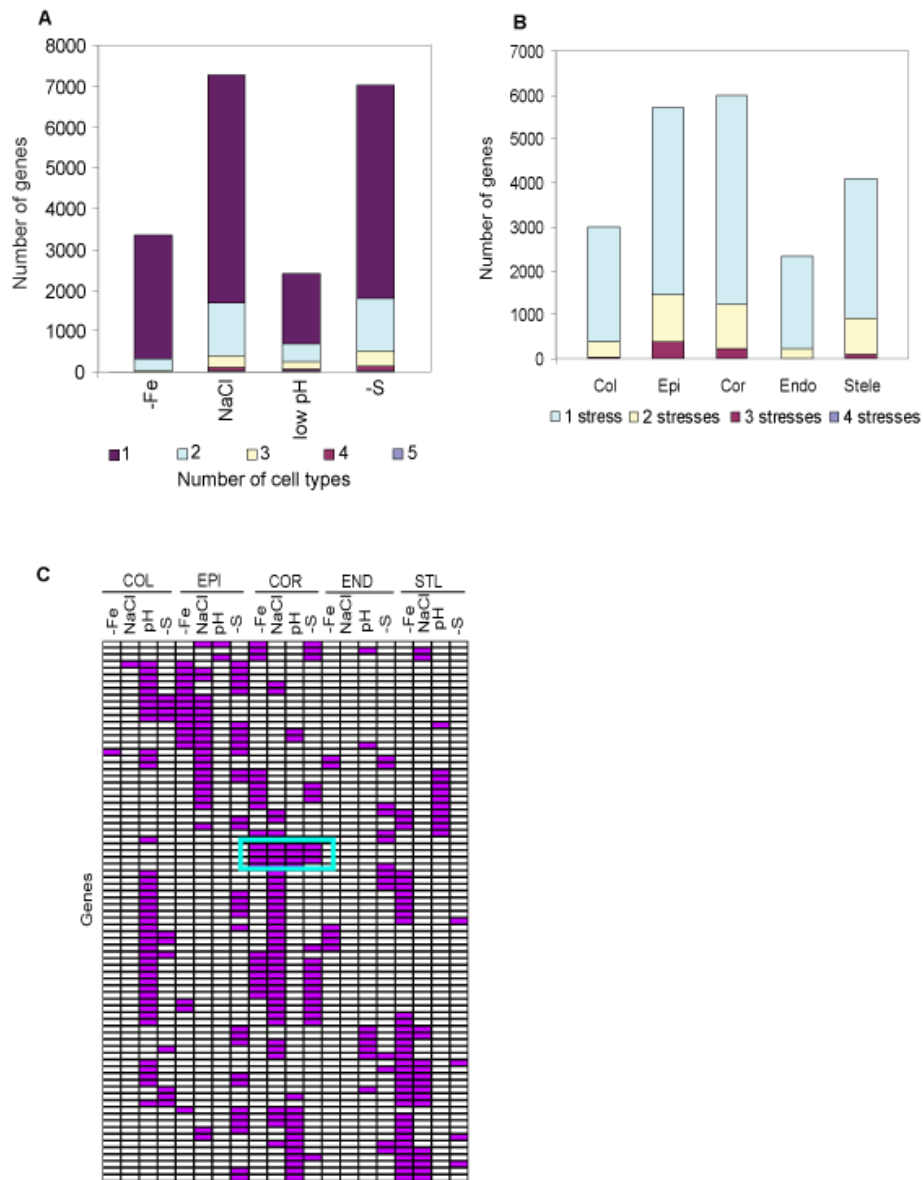 A
8000
7000
6000
5000
4000
3000
2000
1000
0
Number of genes
-Fe
NaCl
low pH
-S
1 2 3 4 5
Number of cell types
B
7000
6000
5000
4000
3000
2000
1000
0
Number of genes
Col Epi Cor Endo Stele
1 stress 2 stresses 3 stresses 4 stresses
C
COL EPI COR END STL
-Fe NaCl pH -S -Fe NaCl pH -S -Fe NaCl pH -S -Fe NaCl pH -S -Fe NaCl pH -S
Genes